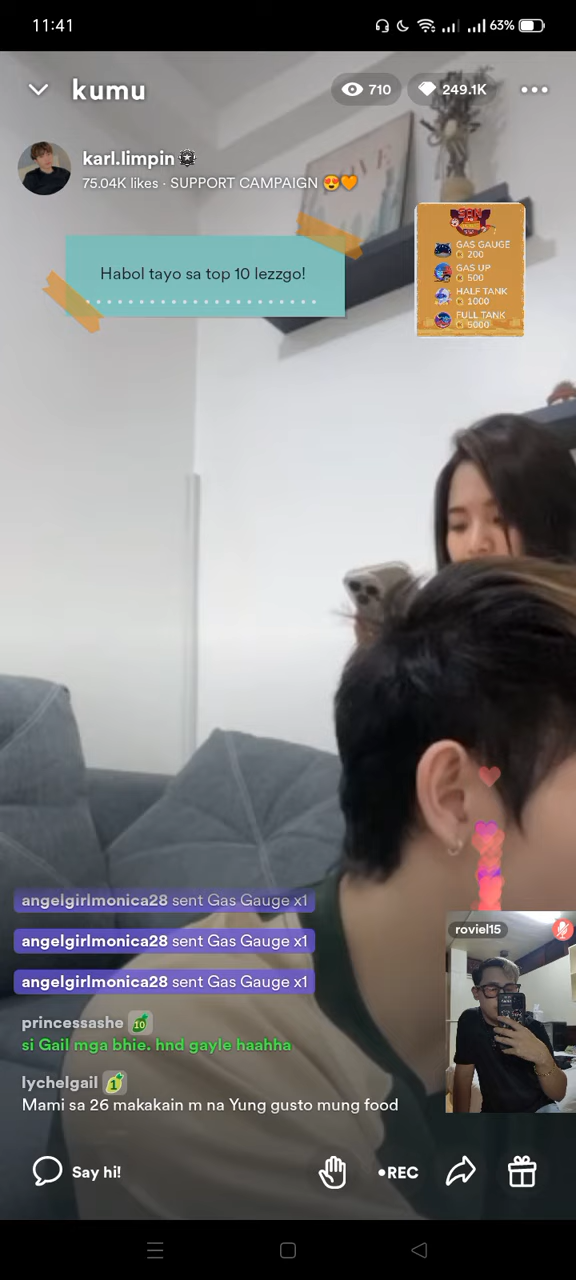 11:41
63%
kumu
710
249.1K
karl.limpin
75.04K likes · SUPPORT CAMPAIGN 😍🧡
Habol tayo sa top 10 lezzgo!
GAS GAUGE
200
GAS UP
500
HALF TANK
1000
FULL TANK
5000
angelgirlmonica28 sent Gas Gauge x1
angelgirlmonica28 sent Gas Gauge x1
angelgirlmonica28 sent Gas Gauge x1
roviel15
princessashe 10
si Gail mga bhie. hnd gayle haahha
lychelgail 1
Mami sa 26 makakain m na Yung gusto mung food
Say hi!
•REC